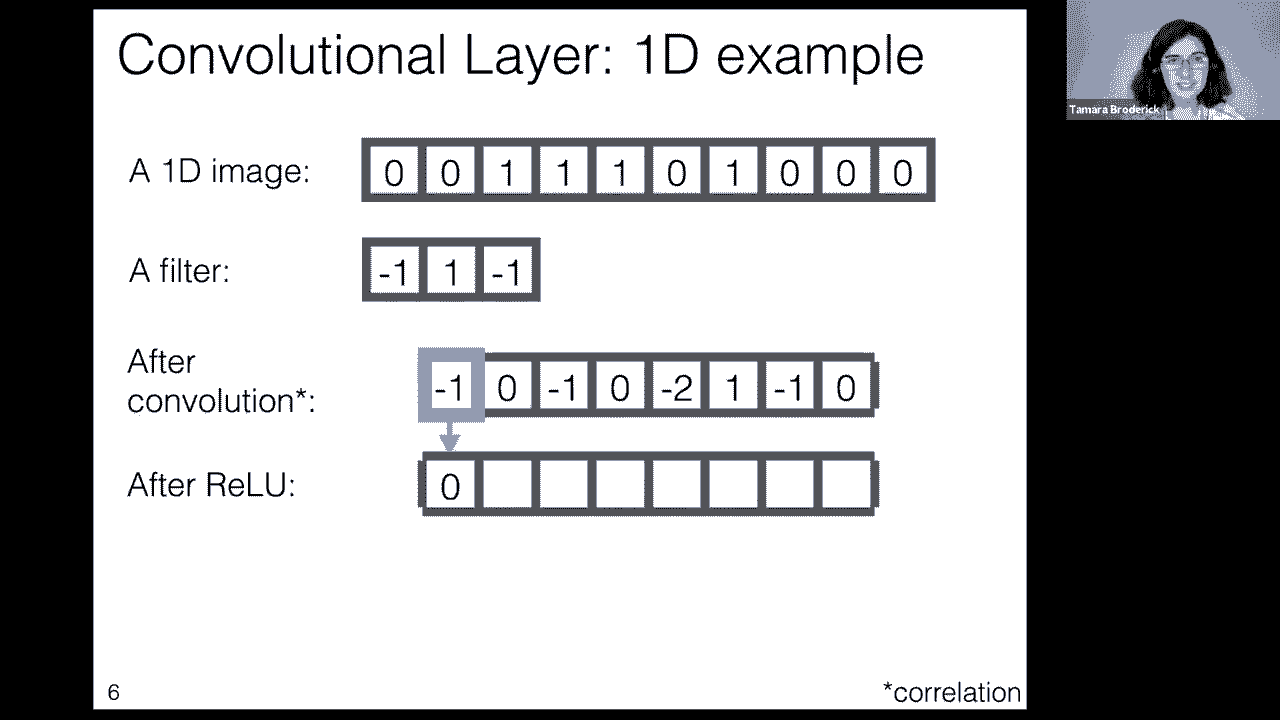 Convolutional Layer: 1D example
Tamara Broderick
A 1D image: 0 0 1 1 1 0 1 0 0 0
A filter: -1 1 -1
After
convolution*: -1 0 -1 0 -2 1 -1 0
After ReLU: 0
6
*correlation